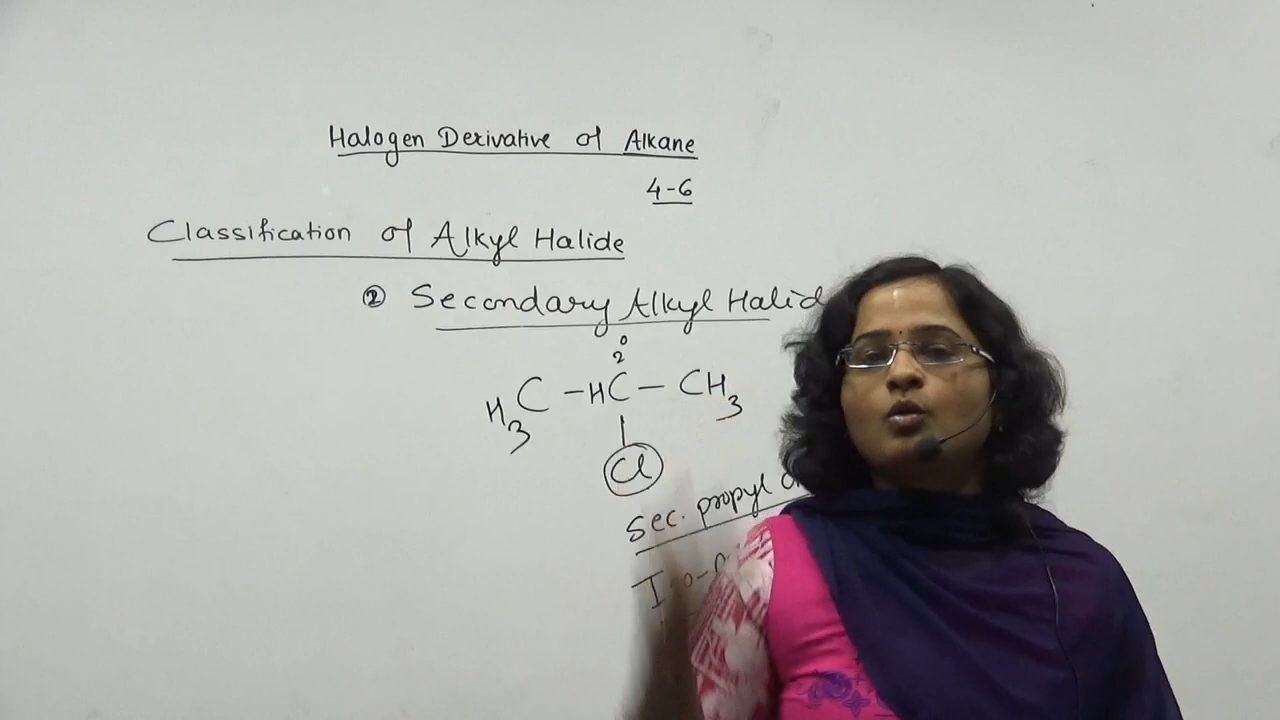 Halogen Derivative of Alkane
4-6
Classification of Alkyl Halide
② Secondary Alkyl
2°
H3C - HC - CH3
Cl
Sec. propyl